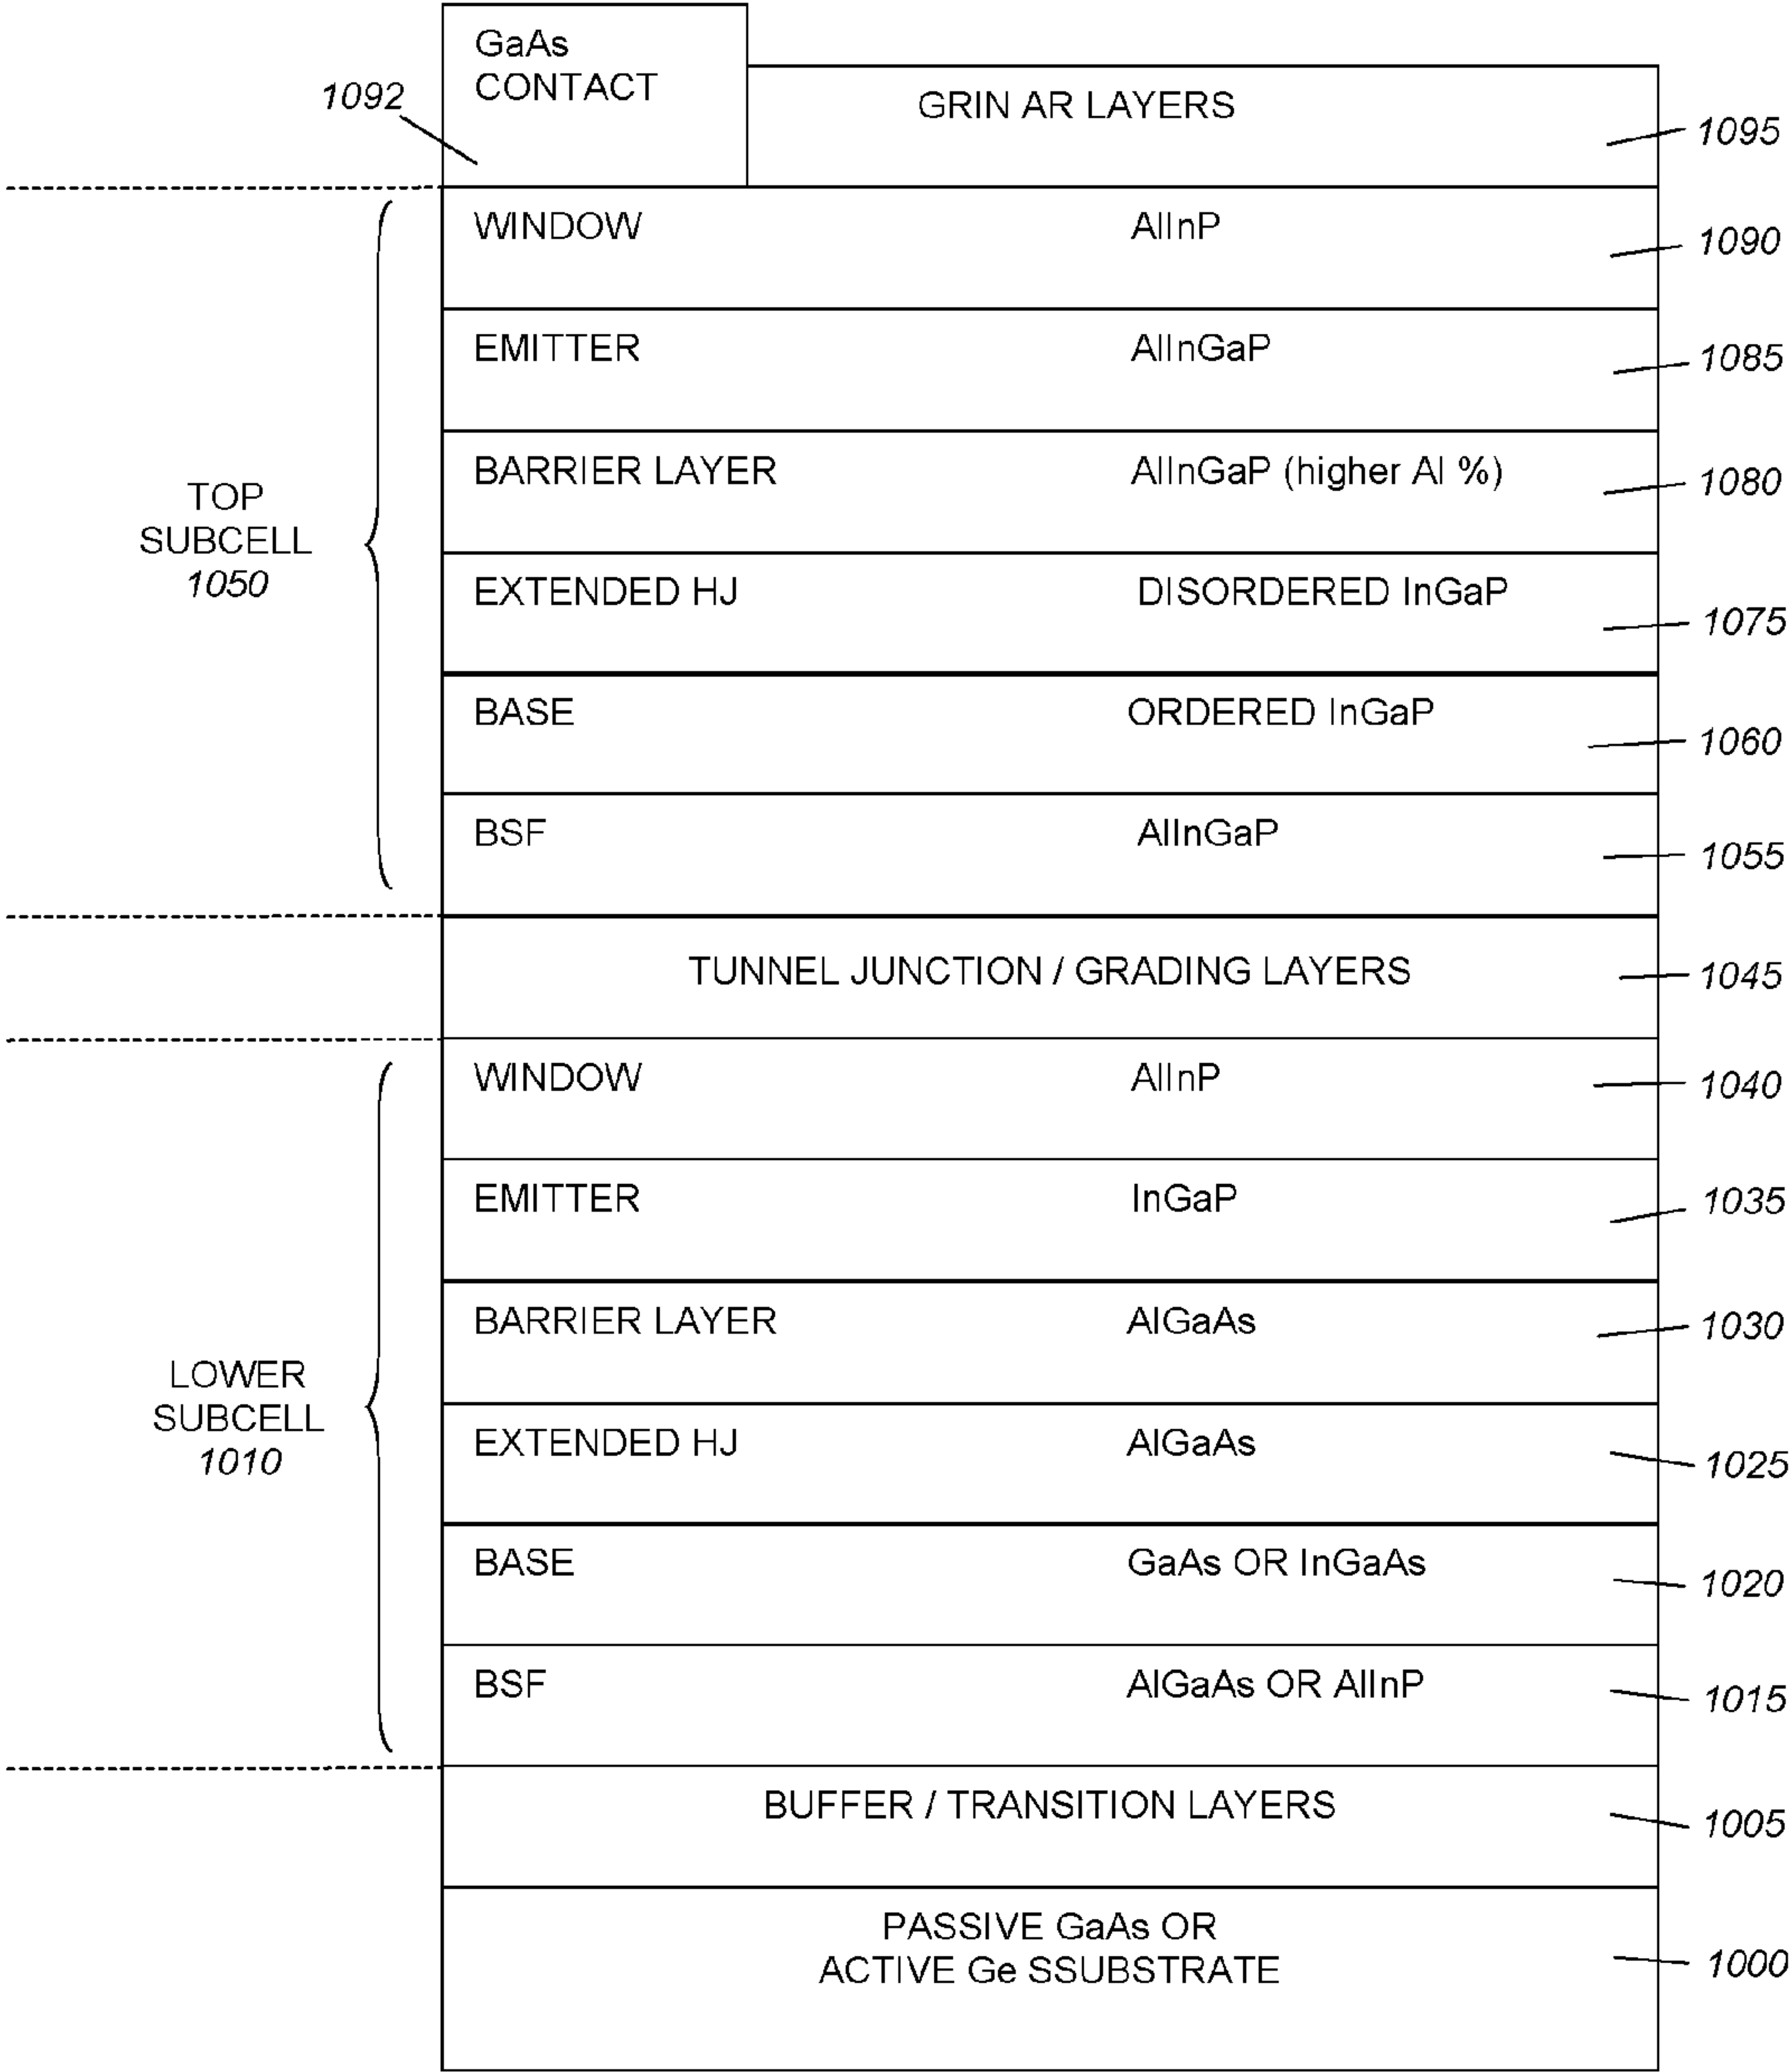 GaAs
CONTACT
1092
GRIN AR LAYERS
1095
WINDOW AlInP
1090
EMITTER AlInGaP
1085
BARRIER LAYER AlInGaP (higher Al %)
1080
TOP
SUBCELL
1050
EXTENDED HJ DISORDERED InGaP
1075
BASE ORDERED InGaP
1060
BSF AlInGaP
1055
TUNNEL JUNCTION / GRADING LAYERS
1045
WINDOW AlInP
1040
EMITTER InGaP
1035
BARRIER LAYER AlGaAs
1030
LOWER
SUBCELL
1010
EXTENDED HJ AlGaAs
1025
BASE GaAs OR InGaAs
1020
BSF AlGaAs OR AlInP
1015
BUFFER / TRANSITION LAYERS
1005
PASSIVE GaAs OR
ACTIVE Ge SSUBSTRATE
1000